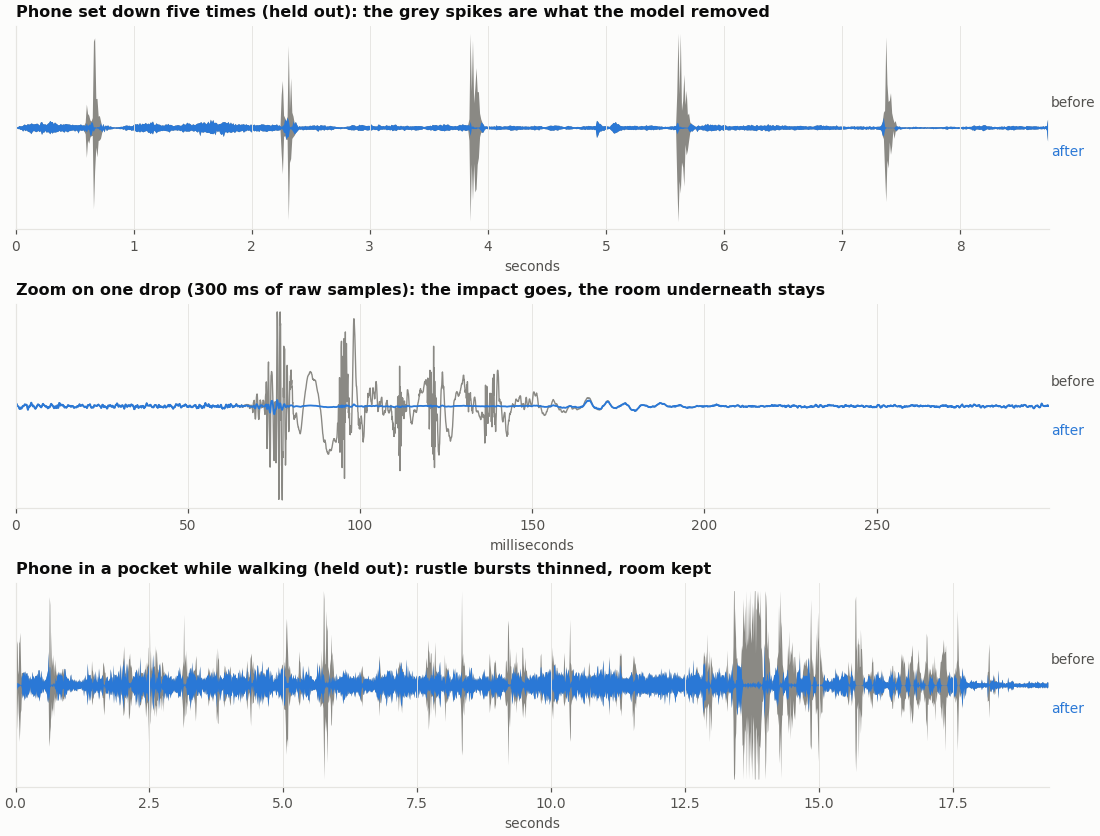 Phone set down five times (held out): the grey spikes are what the model removed
before
after
0 1 2 3 4 5 6 7 8
seconds
Zoom on one drop (300 ms of raw samples): the impact goes, the room underneath stays
before
after
0 50 100 150 200 250
milliseconds
Phone in a pocket while walking (held out): rustle bursts thinned, room kept
before
after
0.0 2.5 5.0 7.5 10.0 12.5 15.0 17.5
seconds